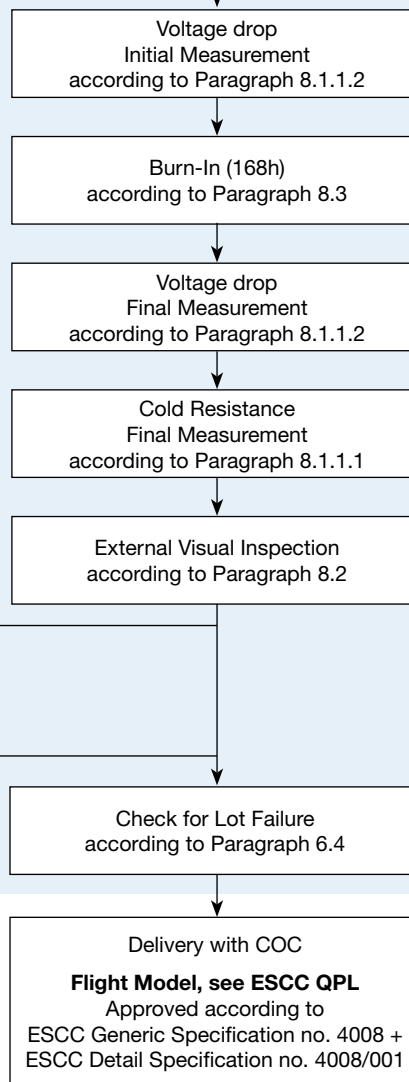 Voltage drop
Initial Measurement
according to Paragraph 8.1.1.2
Burn-In (168h)
according to Paragraph 8.3
Voltage drop
Final Measurement
according to Paragraph 8.1.1.2
Cold Resistance
Final Measurement
according to Paragraph 8.1.1.1
External Visual Inspection
according to Paragraph 8.2
Check for Lot Failure
according to Paragraph 6.4
Delivery with COC
Flight Model, see ESCC QPL
Approved according to
ESCC Generic Specification no. 4008 +
ESCC Detail Specification no. 4008/001